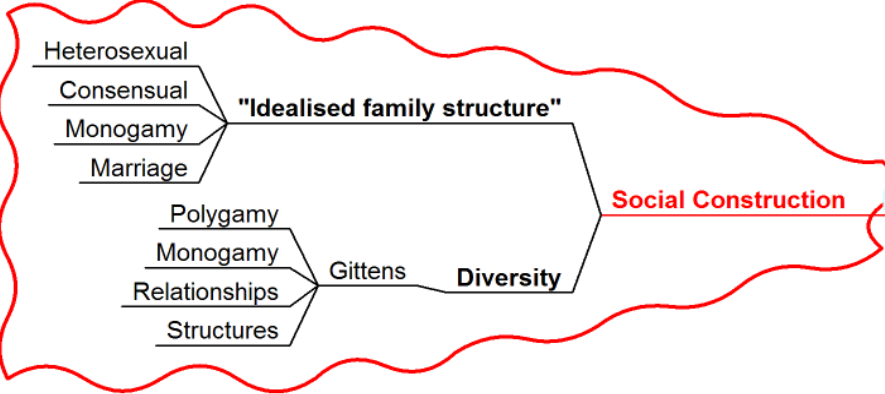 Heterosexual
Consensual
"Idealised family structure"
Monogamy
Marriage
Social Construction
Polygamy
Monogamy
Gittens
Diversity
Relationships
Structures